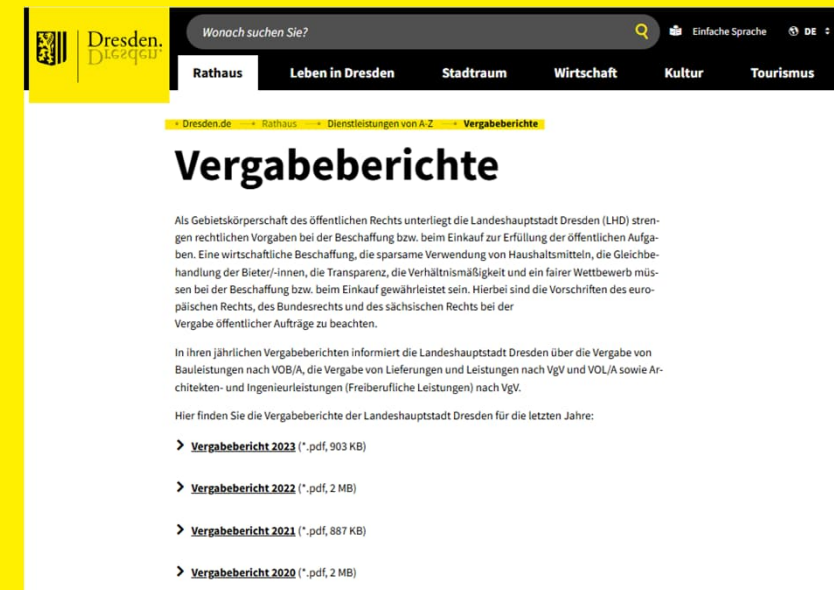 Dresden.
Wonach suchen Sie?
Einfache Sprache
DE
Rathaus
Leben in Dresden
Stadtraum
Wirtschaft
Kultur
Tourismus
Dresden.de → Rathaus → Dienstleistungen von A-Z → Vergabeberichte
Vergabeberichte
Als Gebietskörperschaft des öffentlichen Rechts unterliegt die Landeshauptstadt Dresden (LHD) stren-
gen rechtlichen Vorgaben bei der Beschaffung bzw. beim Einkauf zur Erfüllung der öffentlichen Aufga-
ben. Eine wirtschaftliche Beschaffung, die sparsame Verwendung von Haushaltsmitteln, die Gleichbe-
handlung der Bieter/-innen, die Transparenz, die Verhältnismäßigkeit und ein fairer Wettbewerb müs-
sen bei der Beschaffung bzw. beim Einkauf gewährleistet sein. Hierbei sind die Vorschriften des euro-
päischen Rechts, des Bundesrechts und des sächsischen Rechts bei der
Vergabe öffentlicher Aufträge zu beachten.
In ihren jährlichen Vergabeberichten informiert die Landeshauptstadt Dresden über die Vergabe von
Bauleistungen nach VOB/A, die Vergabe von Lieferungen und Leistungen nach VgV und VOL/A sowie Ar-
chitekten- und Ingenieurleistungen (Freiberufliche Leistungen) nach VgV.
Hier finden Sie die Vergabeberichte der Landeshauptstadt Dresden für die letzten Jahre:
Vergabebericht 2023 (*.pdf, 903 KB)
Vergabebericht 2022 (*.pdf, 2 MB)
Vergabebericht 2021 (*.pdf, 887 KB)
Vergabebericht 2020 (*.pdf, 2 MB)